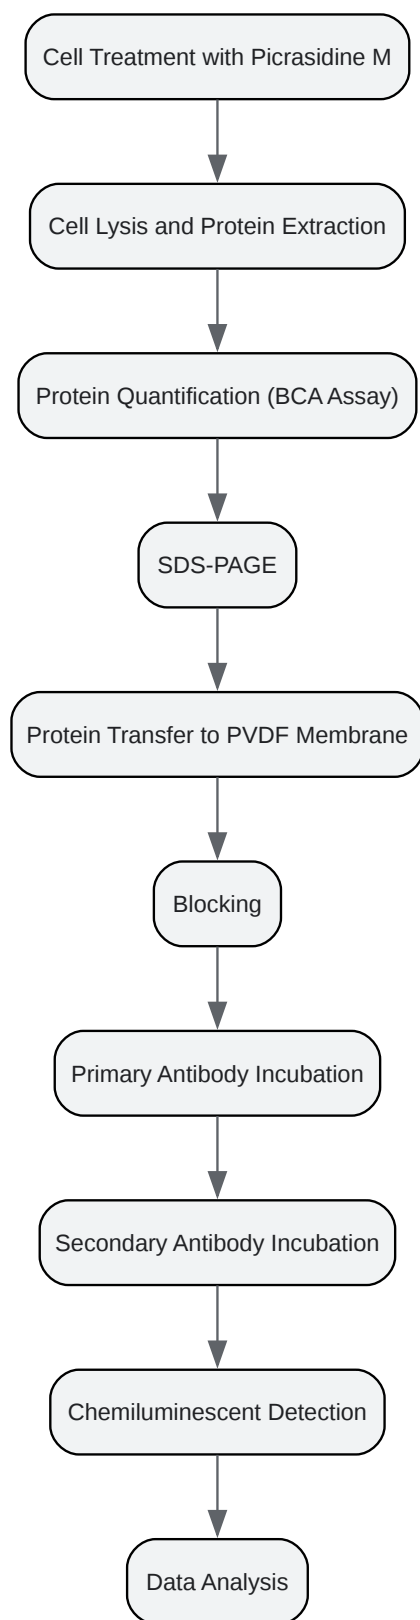 Cell Treatment with Picrasidine M
Cell Lysis and Protein Extraction
Protein Quantification (BCA Assay)
SDS-PAGE
Protein Transfer to PVDF Membrane
Blocking
Primary Antibody Incubation
Secondary Antibody Incubation
Chemiluminescent Detection
Data Analysis